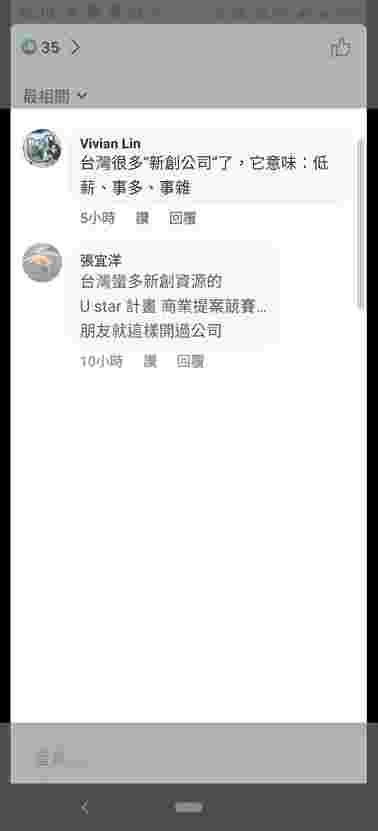 35
最相關
Vivian Lin
台灣很多"新創公司"了，它意味：低
薪、事多、事雜
5小時 讚 回覆
張宜洋
台灣蠻多新創資源的
U star 計畫 商業提案競賽...
朋友就這樣開過公司
10小時 讚 回覆